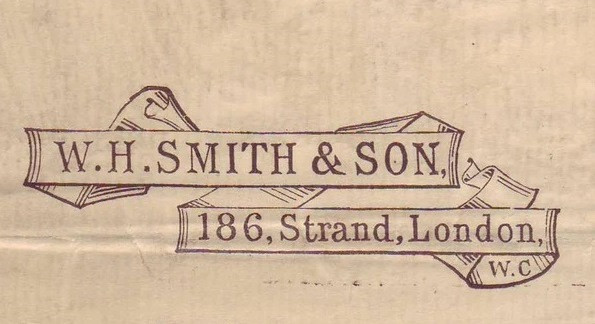 W.H.SMITH & SON,
186, Strand, London,
W.C